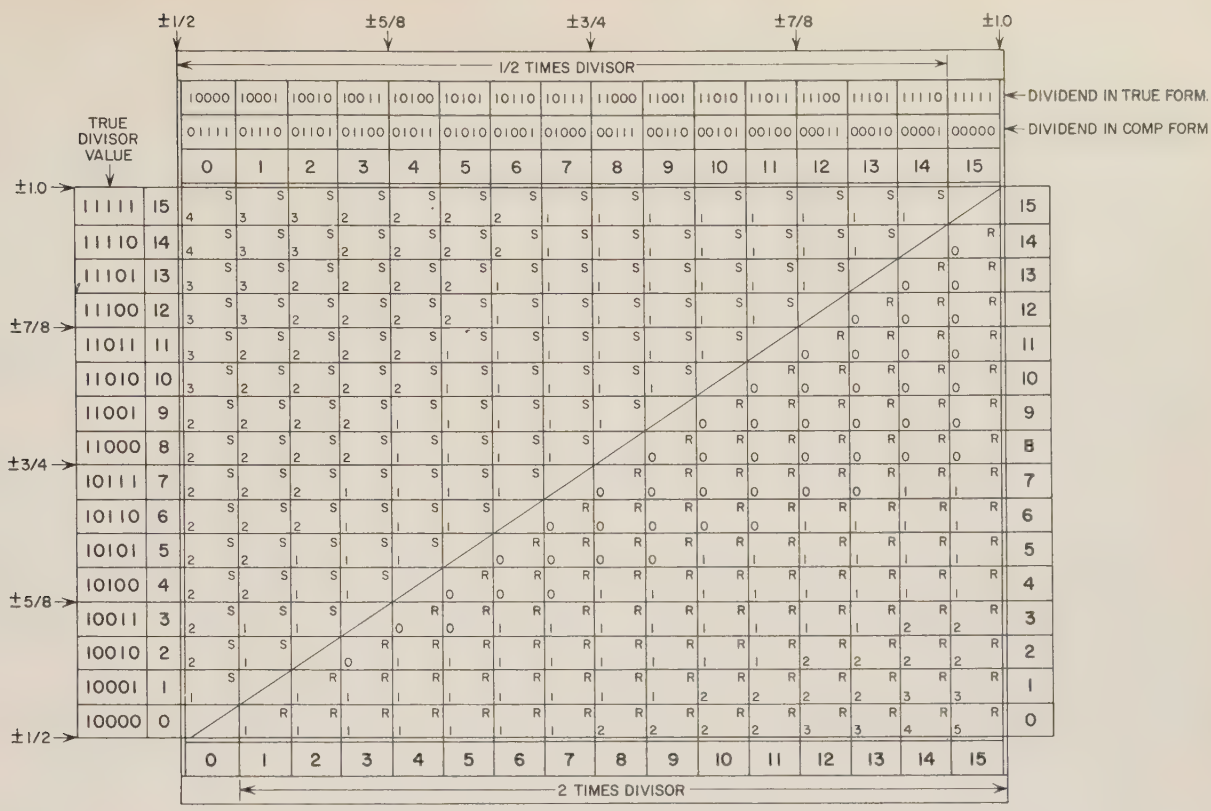 ±1/2 ±5/8 ±3/4 ±7/8 ±1.0
1/2 TIMES DIVISOR
10000 10001 10010 10011 10100 10101 10110 10111 11000 11001 11010 11011 11100 11101 11110 11111 DIVIDEND IN TRUE FORM.
01111 01110 01101 01100 01011 01010 01001 01000 00111 00110 00101 00100 00011 00010 00001 00000 DIVIDEND IN COMP FORM
TRUE
DIVISOR
VALUE
0 1 2 3 4 5 6 7 8 9 10 11 12 13 14 15
±1.0
11111 15 S S S S S S S S S S S S S S S 15
4 3 3 2 2 2 2 1 1 1 1 1 1 1 1
11110 14 S S S S S S S S S S S S S S R 14
4 3 3 2 2 2 2 1 1 1 1 1 1 1 0
11101 13 S S S S S S S S S S S S S R R 13
3 3 2 2 2 2 1 1 1 1 1 1 1 0 0
11100 12 S S S S S S S S S S S S R R R 12
3 3 2 2 2 2 1 1 1 1 1 1 0 0 0
±7/8
11011 11 S S S S S S S S S S S R R R R 11
3 2 2 2 2 1 1 1 1 1 1 0 0 0 0
11010 10 S S S S S S S S S S R R R R R 10
3 2 2 2 2 1 1 1 1 1 0 0 0 0 0
11001 9 S S S S S S S S S R R R R R R 9
2 2 2 2 1 1 1 1 1 0 0 0 0 0 0
11000 8 S S S S S S S S R R R R R R R 8
2 2 2 2 1 1 1 1 0 0 0 0 0 0 0
±3/4
10111 7 S S S S S S S R R R R R R R R 7
2 2 2 1 1 1 1 0 0 0 0 0 0 1 1
10110 6 S S S S S S R R R R R R R R R 6
2 2 2 1 1 1 0 0 0 0 0 1 1 1 1
10101 5 S S S S S R R R R R R R R R R 5
2 2 1 1 1 0 0 0 0 1 1 1 1 1 1
10100 4 S S S S R R R R R R R R R R R 4
2 2 1 1 0 0 0 1 1 1 1 1 1 1 1
±5/8
10011 3 S S S R R R R R R R R R R R R 3
2 1 1 0 0 1 1 1 1 1 1 1 1 2 2
10010 2 S S R R R R R R R R R R R R R 2
2 1 0 1 1 1 1 1 1 1 1 2 2 2 2
10001 1 S R R R R R R R R R R R R R R 1
1 1 1 1 1 1 1 1 1 2 2 2 2 3 3
10000 0 R R R R R R R R R R R R R R R 0
1 1 1 1 1 1 1 2 2 2 2 3 3 4 5
±1/2
0 1 2 3 4 5 6 7 8 9 10 11 12 13 14 15
2 TIMES DIVISOR